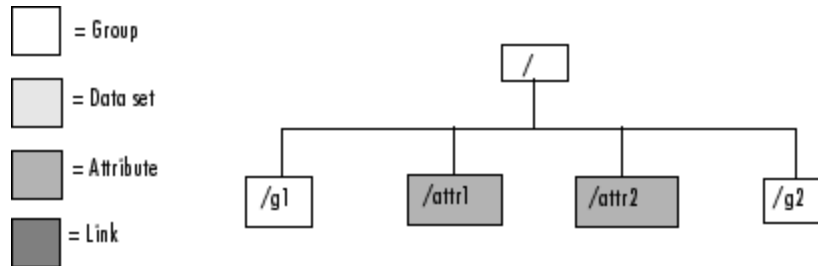 = Group
= Data set
= Attribute
= Link
/
/g1
/attr1
/attr2
/g2